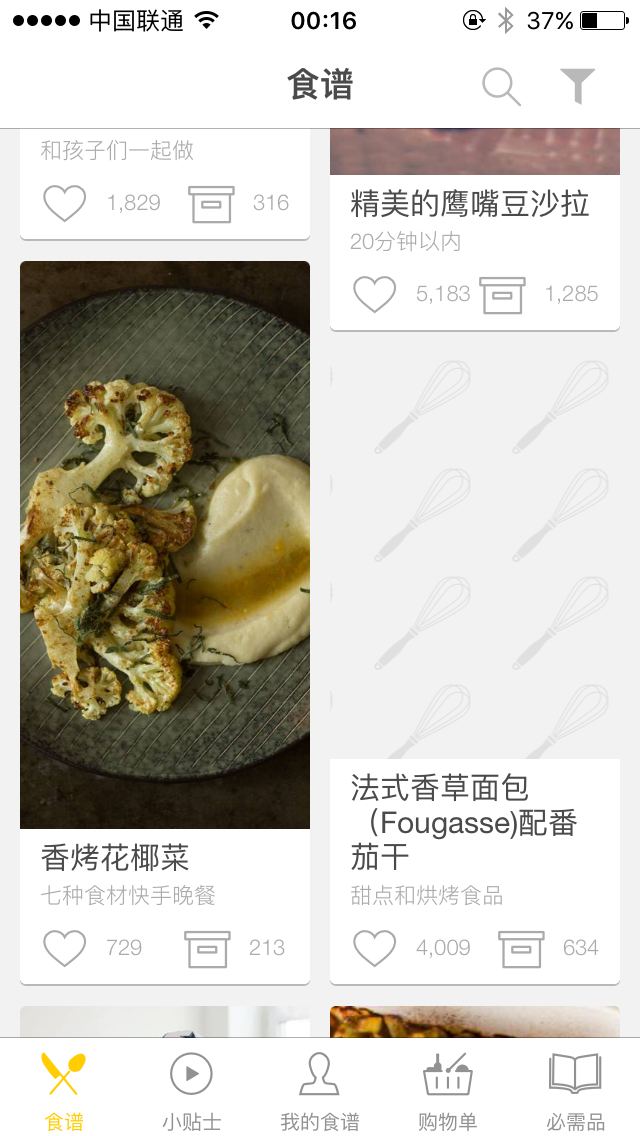 中国联通
00:16
37%
食谱
和孩子们一起做
1,829
316
精美的鹰嘴豆沙拉
20分钟以内
5,183
1,285
香烤花椰菜
七种食材快手晚餐
729
213
法式香草面包
（Fougasse)配番
茄干
甜点和烘烤食品
4,009
634
食谱
小贴士
我的食谱
购物单
必需品